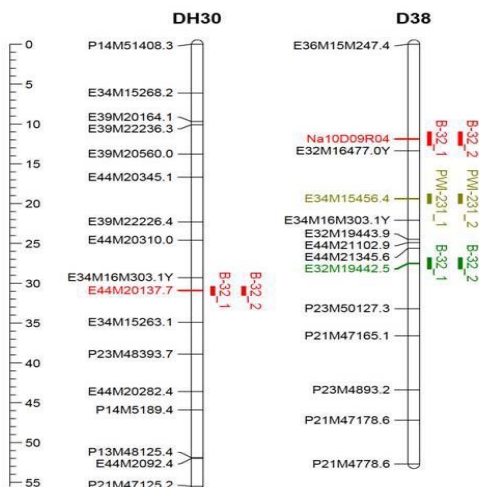 DH30
D38
0
5
10
15
20
25
30
35
40
45
50
55
P14M51408.3
E34M15268.2
E39M20164.1
E39M22236.3
E39M20560.0
E44M20345.1
E39M22226.4
E44M20310.0
E34M16M303.1Y
E44M20137.7
E34M15263.1
P23M48393.7
E44M20282.4
P14M5189.4
P13M48125.4
E44M2092.4
P21M47125.2
B-32_1
B-32_2
E36M15M247.4
Na10D09R04
E32M16477.0Y
E34M15456.4
E34M16M303.1Y
E32M19443.9
E44M21102.9
E44M21345.6
E32M19442.5
P23M50127.3
P21M47165.1
P23M4893.2
P21M47178.6
P21M4778.6
B-32_1
B-32_2
PWI-231_1
PWI-231_2
B-32_1
B-32_2